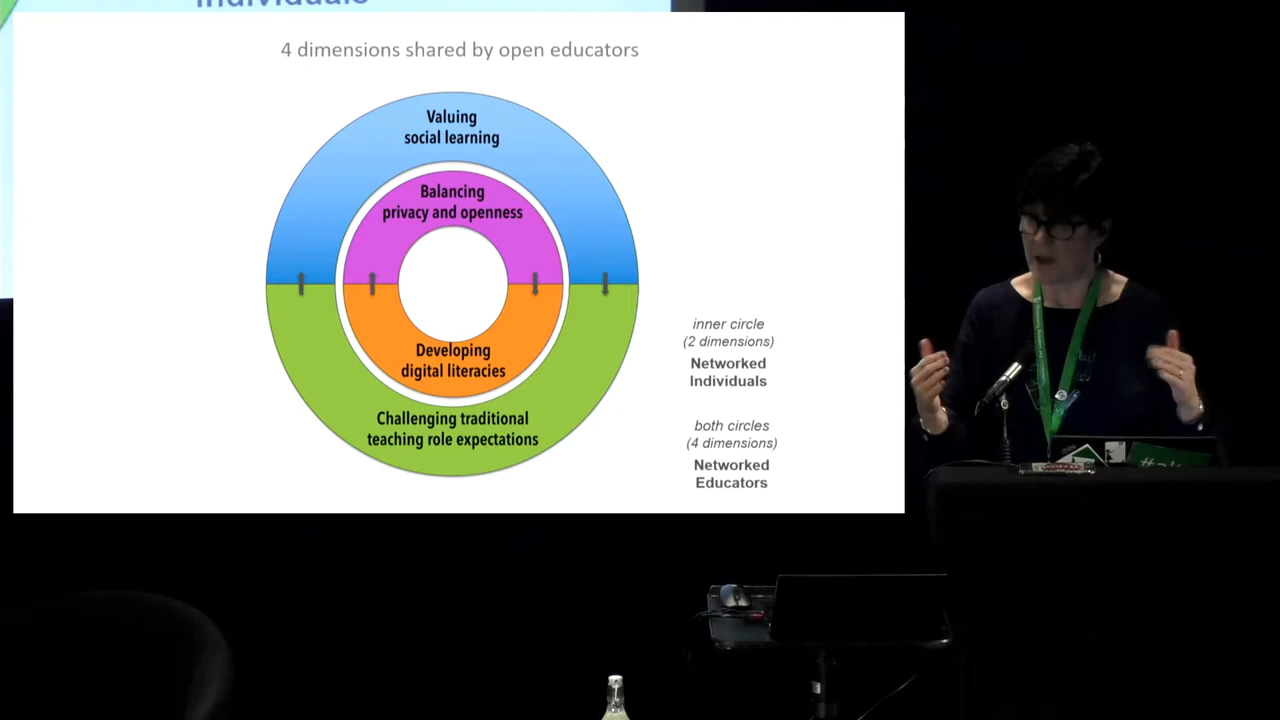 Individuals
4 dimensions shared by open educators
Valuing
social learning
Balancing
privacy and openness
Developing
digital literacies
Challenging traditional
teaching role expectations
inner circle
(2 dimensions)
Networked
Individuals
both circles
(4 dimensions)
Networked
Educators